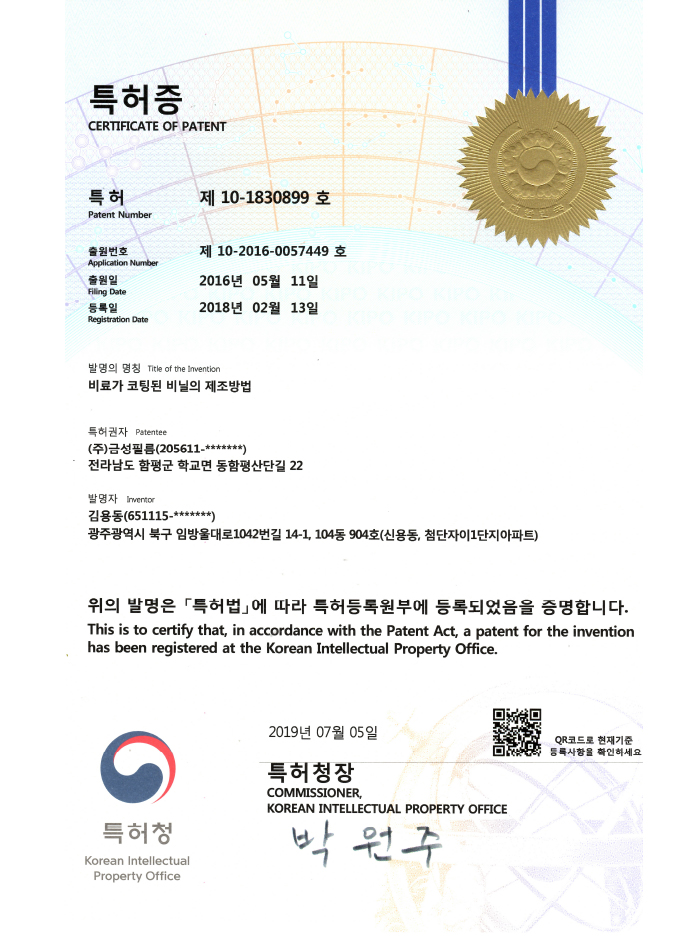 특허증
CERTIFICATE OF PATENT
특 허 제 10-1830899 호
Patent Number
출원번호 제 10-2016-0057449 호
Application Number
출원일 2016년 05월 11일
Filing Date
등록일 2018년 02월 13일
Registration Date
발명의 명칭 Title of the Invention
비료가 코팅된 비닐의 제조방법
특허권자 Patentee
(주)금성필름(205611-*******)
전라남도 함평군 학교면 동함평산단길 22
발명자 Inventor
김용동(651115-*******)
광주광역시 북구 임방울대로1042번길 14-1, 104동 904호(신용동, 첨단자이1단지아파트)
위의 발명은 「특허법」에 따라 특허등록원부에 등록되었음을 증명합니다.
This is to certify that, in accordance with the Patent Act, a patent for the invention
has been registered at the Korean Intellectual Property Office.
2019년 07월 05일
QR코드로 현재기준
등록사항을 확인하세요
특허청장
COMMISSIONER,
KOREAN INTELLECTUAL PROPERTY OFFICE
박원주
특허청
Korean Intellectual
Property Office